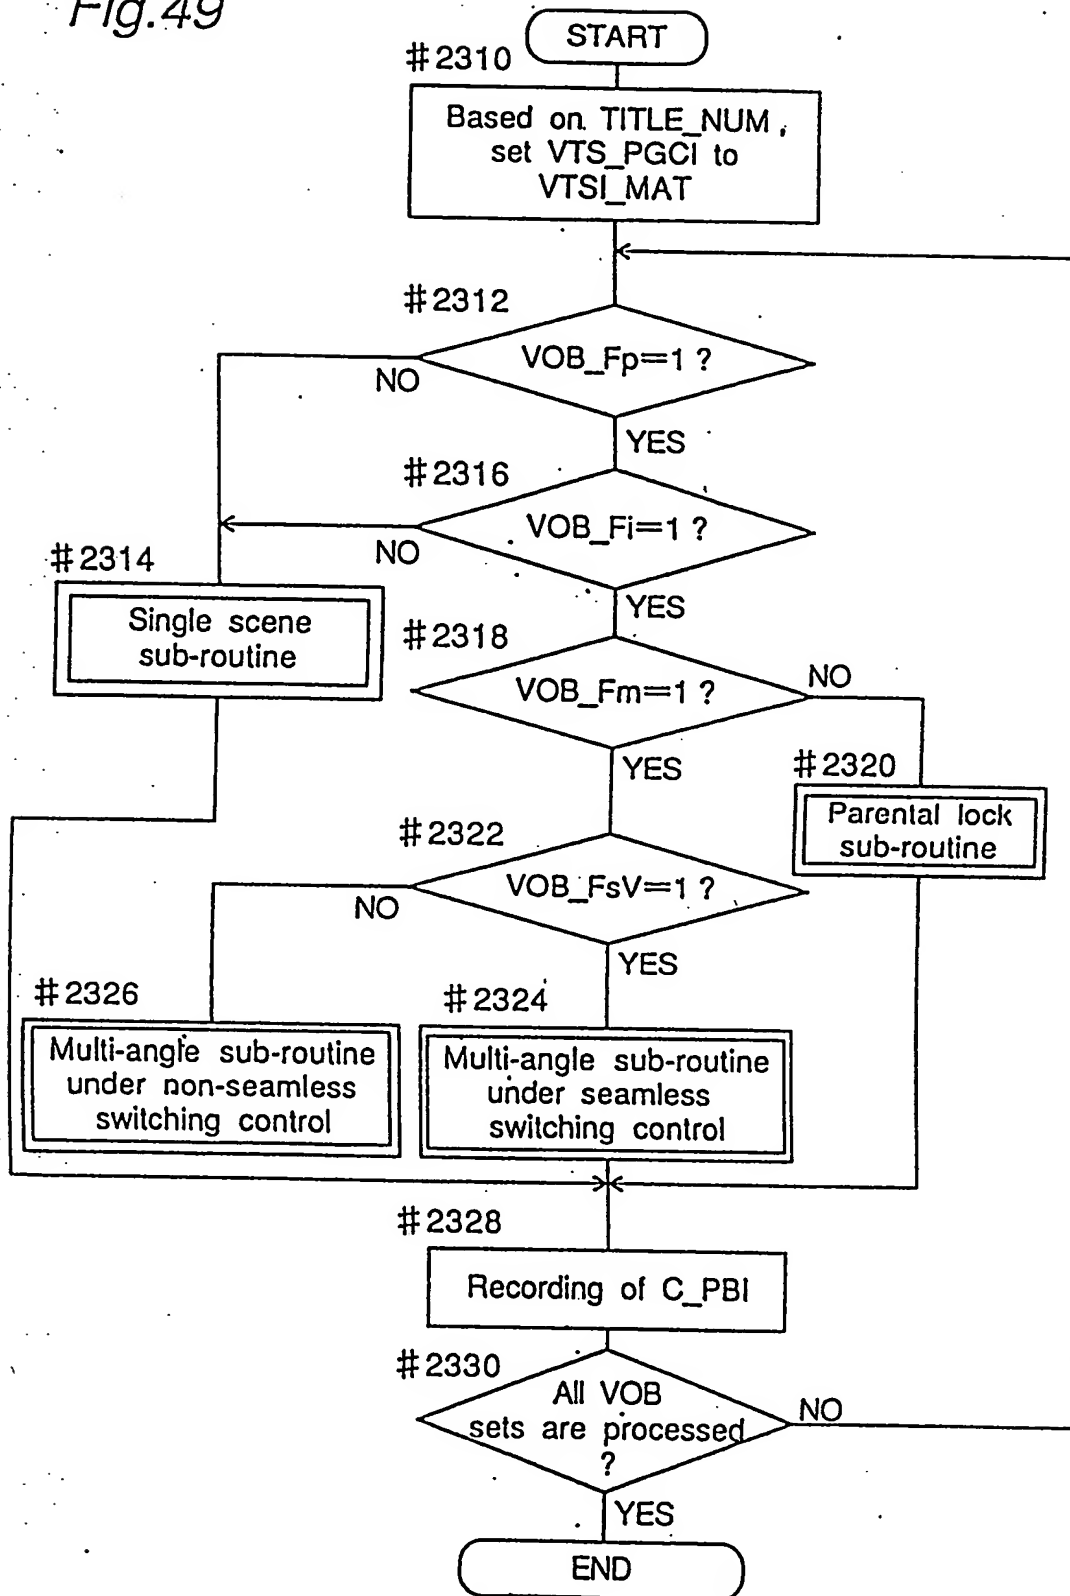 Fig.49
START
#2310
Based on TITLE_NUM,
set VTS_PGCI to
VTSI_MAT
#2312
VOB_Fp=1 ?
NO
YES
#2316
VOB_Fi=1 ?
NO
YES
#2314
Single scene
sub-routine
#2318
VOB_Fm=1 ?
NO
YES
#2320
Parental lock
sub-routine
#2322
VOB_FsV=1 ?
NO
YES
#2326
Multi-angle sub-routine
under non-seamless
switching control
#2324
Multi-angle sub-routine
under seamless
switching control
#2328
Recording of C_PBI
#2330
All VOB
sets are processed
?
NO
YES
END